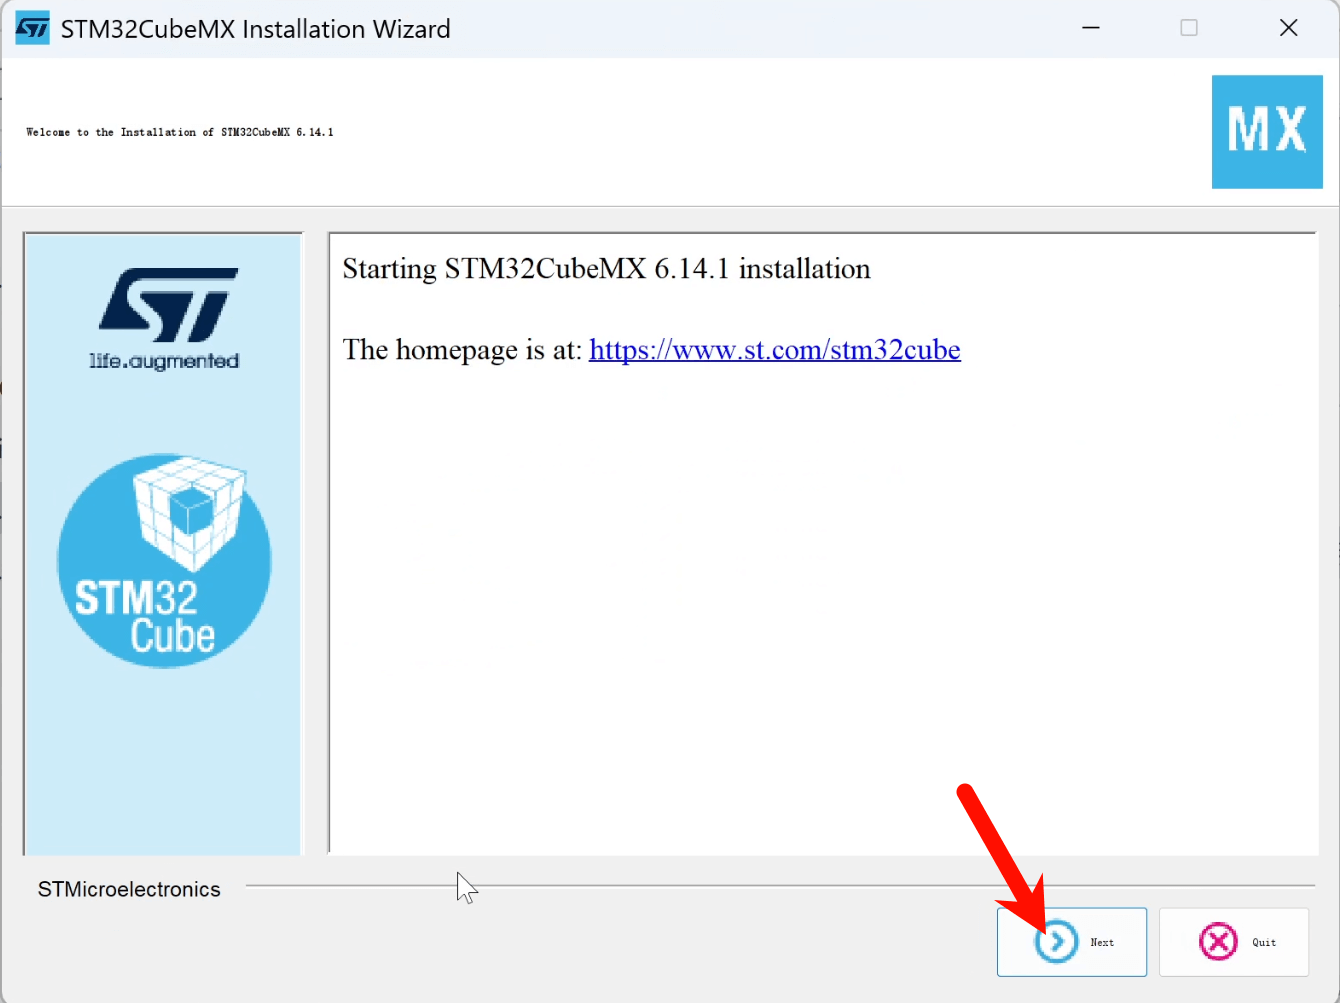 STM32CubeMX Installation Wizard
Welcome to the Installation of STM32CubeMX 6.14.1
MX
ST
life.augmented
STM32
Cube
Starting STM32CubeMX 6.14.1 installation
The homepage is at: https://www.st.com/stm32cube
STMicroelectronics
Next
Quit